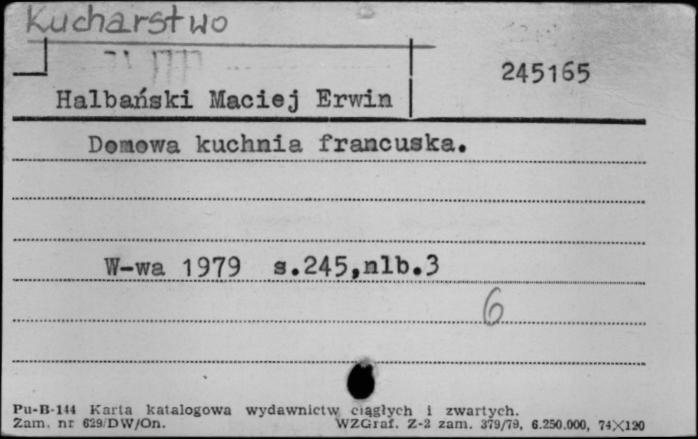 Kucharstwo
245165
Halbański Maciej Erwin
Domowa kuchnia francuska.
W-wa 1979 s.245,nlb.3
6
Pu-B-144 Karta katalogowa wydawnictw ciągłych i zwartych.
Zam. nr 629/DW/On. WZGraf. Z-2 zam. 379/79, 6.250.000, 74×120